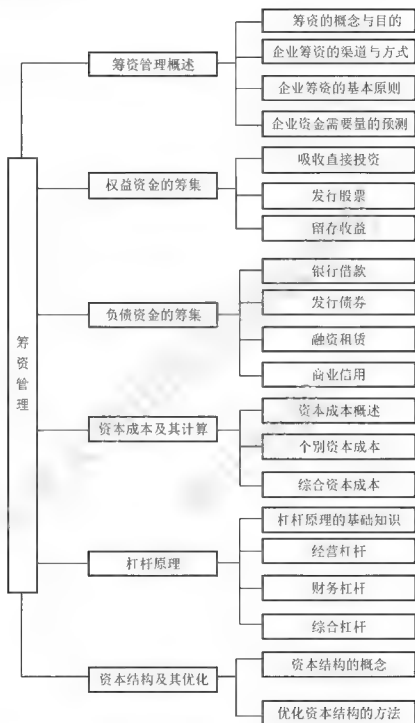 筹资管理
筹资管理概述
筹资的概念与目的
企业筹资的渠道与方式
企业筹资的基本原则
企业资金需要量的预测
权益资金的筹集
吸收直接投资
发行股票
留存收益
负债资金的筹集
银行借款
发行债券
融资租赁
商业信用
资本成本及其计算
资本成本概述
个别资本成本
综合资本成本
杠杆原理
杠杆原理的基础知识
经营杠杆
财务杠杆
综合杠杆
资本结构及其优化
资本结构的概念
优化资本结构的方法